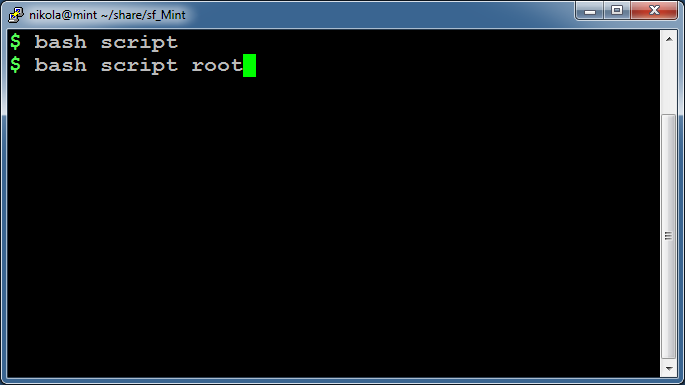 nikola@mint ~/share/sf_Mint
$ bash script
$ bash script root